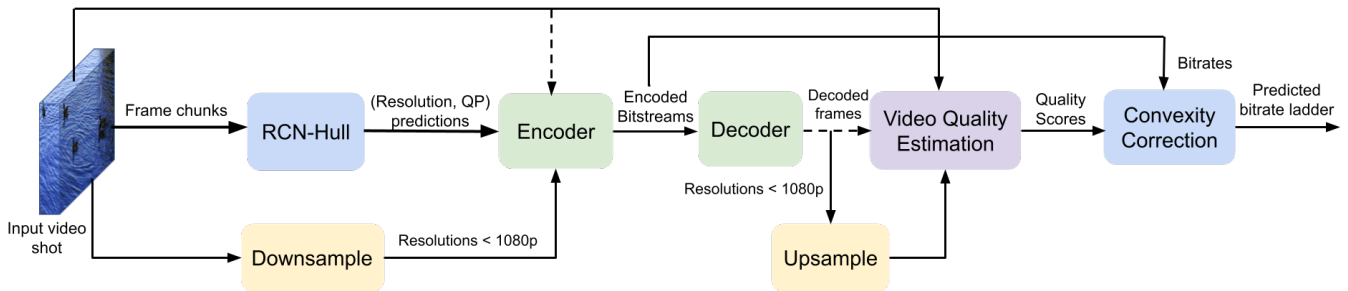 Input video
shot
Frame chunks
RCN-Hull
(Resolution, QP)
predictions
Downsample
Resolutions < 1080p
Encoder
Encoded
Bitstreams
Decoder
Decoded
frames
Resolutions < 1080p
Upsample
Video Quality
Estimation
Quality
Scores
Bitrates
Convexity
Correction
Predicted
bitrate ladder